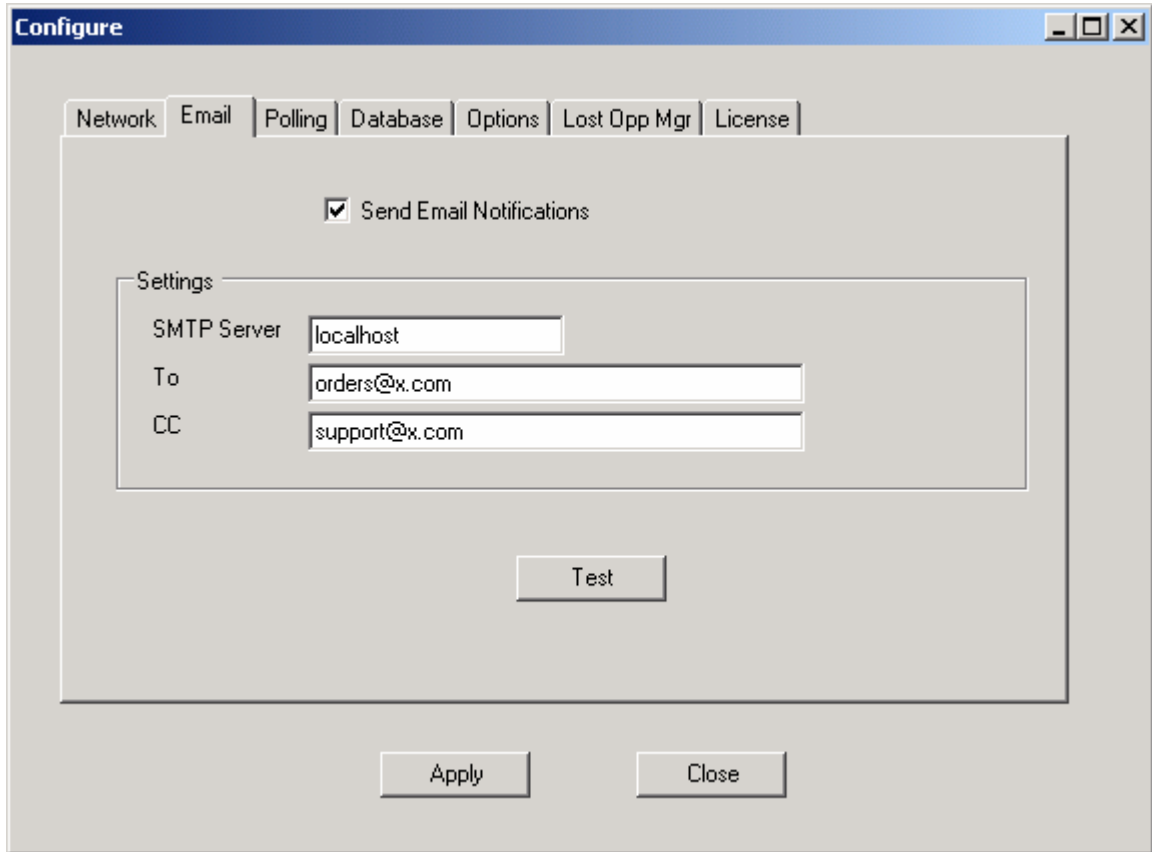 Configure
Network Email Polling Database Options Lost Opp Mgr License
Send Email Notifications
Settings
SMTP Server localhost
To orders@x.com
CC support@x.com
Test
Apply Close